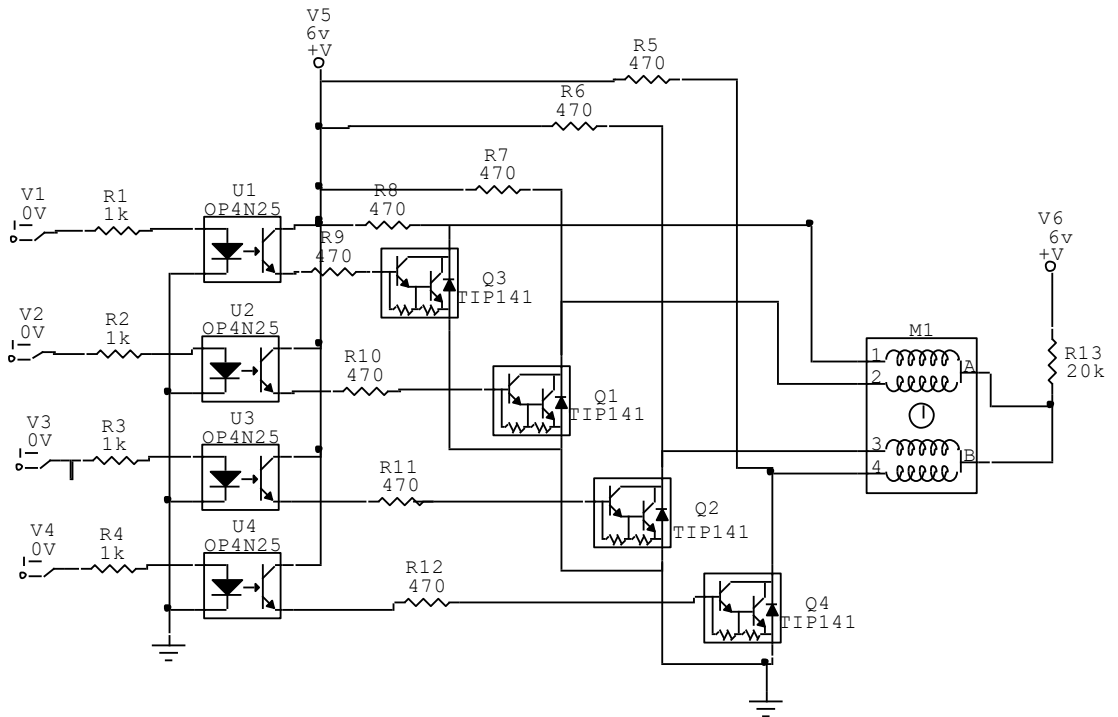 V5
6v
+V
R5
470
R6
470
R7
470
R8
470
R9
470
V1
0V
R1
1k
U1
OP4N25
Q3
TIP141
V2
0V
R2
1k
U2
OP4N25
R10
470
Q1
TIP141
V3
0V
R3
1k
U3
OP4N25
R11
470
Q2
TIP141
V4
0V
R4
1k
U4
OP4N25
R12
470
Q4
TIP141
M1
1
2
3
4
A
B
V6
6v
+V
R13
20k